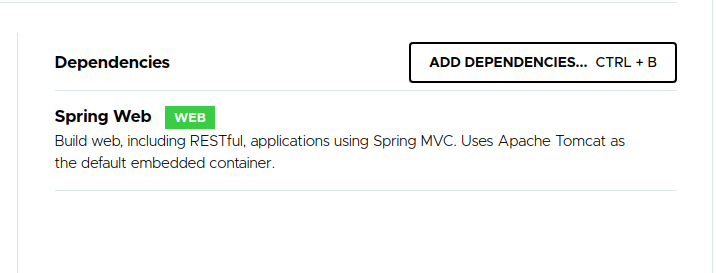 Dependencies
ADD DEPENDENCIES... CTRL + B
Spring Web WEB
Build web, including RESTful, applications using Spring MVC. Uses Apache Tomcat as
the default embedded container.